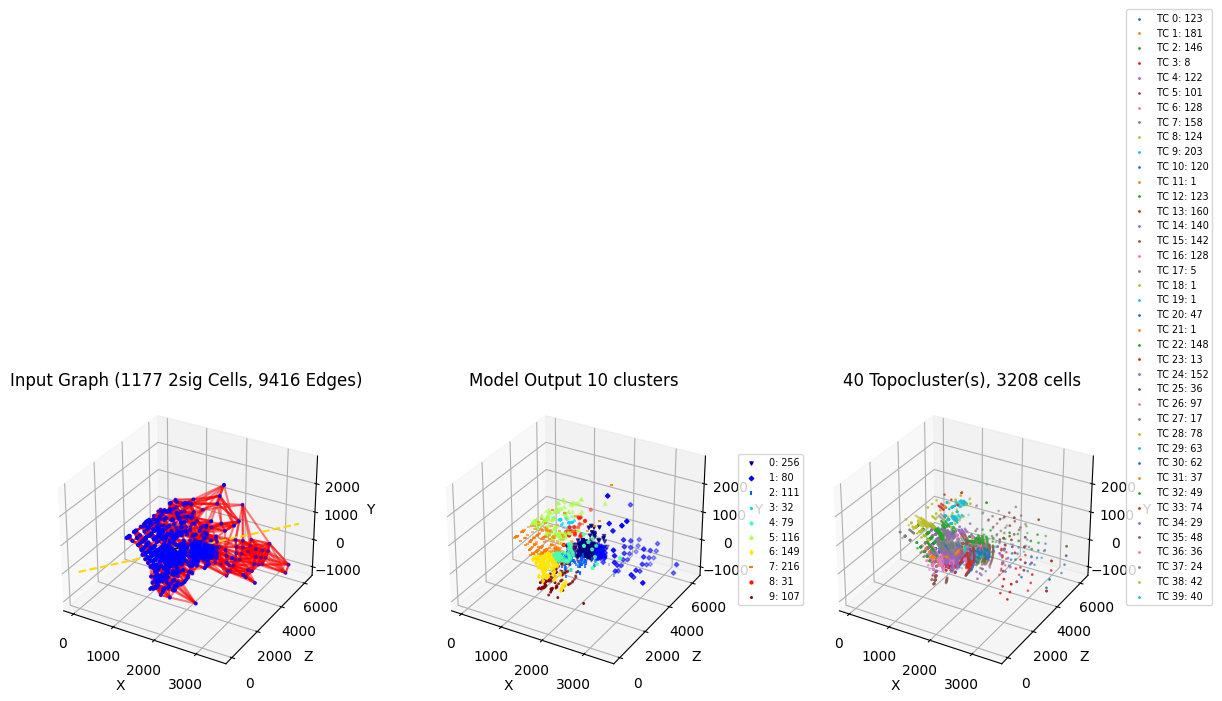 Input Graph (1177 2sig Cells, 9416 Edges)
2000
1000
0
−1000
Y
6000
4000
2000
0
Z
0
1000
2000
3000
X
Model Output 10 clusters
2000
1000
0
−1000
Y
6000
4000
2000
0
Z
0
1000
2000
3000
X
0: 256
1: 80
2: 111
3: 32
4: 79
5: 116
6: 149
7: 216
8: 31
9: 107
40 Topocluster(s), 3208 cells
2000
1000
0
−1000
Y
6000
4000
2000
0
Z
0
1000
2000
3000
X
TC 0: 123
TC 1: 181
TC 2: 146
TC 3: 8
TC 4: 122
TC 5: 101
TC 6: 128
TC 7: 158
TC 8: 124
TC 9: 203
TC 10: 120
TC 11: 1
TC 12: 123
TC 13: 160
TC 14: 140
TC 15: 142
TC 16: 128
TC 17: 5
TC 18: 1
TC 19: 1
TC 20: 47
TC 21: 1
TC 22: 148
TC 23: 13
TC 24: 152
TC 25: 36
TC 26: 97
TC 27: 17
TC 28: 78
TC 29: 63
TC 30: 62
TC 31: 37
TC 32: 49
TC 33: 74
TC 34: 29
TC 35: 48
TC 36: 36
TC 37: 24
TC 38: 42
TC 39: 40